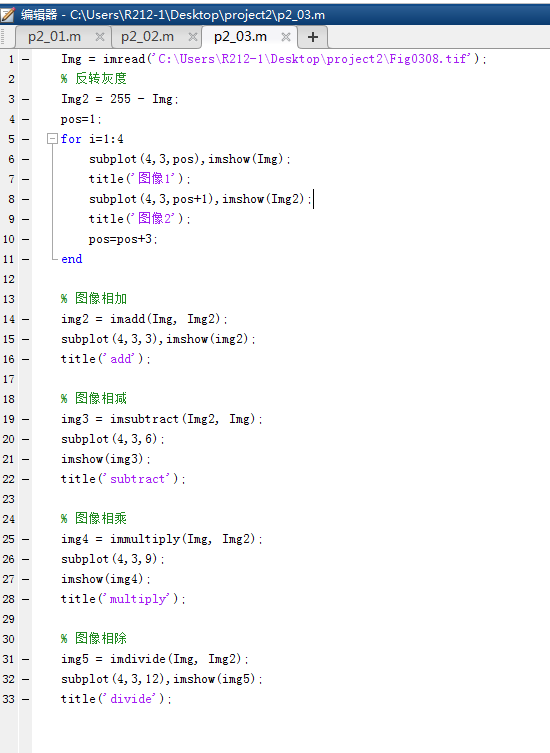 编辑器 - C:\Users\R212-1\Desktop\project2\p2_03.m
p2_01.m × p2_02.m × p2_03.m × +
1 – Img = imread('C:\Users\R212-1\Desktop\project2\Fig0308.tif');
2 % 反转灰度
3 – Img2 = 255 - Img;
4 – pos=1;
5 – for i=1:4
6 – subplot(4,3,pos),imshow(Img);
7 – title('图像1');
8 – subplot(4,3,pos+1),imshow(Img2);
9 – title('图像2');
10 – pos=pos+3;
11 – end
12
13 % 图像相加
14 – img2 = imadd(Img, Img2);
15 – subplot(4,3,3),imshow(img2);
16 – title('add');
17
18 % 图像相减
19 – img3 = imsubtract(Img2, Img);
20 – subplot(4,3,6);
21 – imshow(img3);
22 – title('subtract');
23
24 % 图像相乘
25 – img4 = immultiply(Img, Img2);
26 – subplot(4,3,9);
27 – imshow(img4);
28 – title('multiply');
29
30 % 图像相除
31 – img5 = imdivide(Img, Img2);
32 – subplot(4,3,12),imshow(img5);
33 – title('divide');